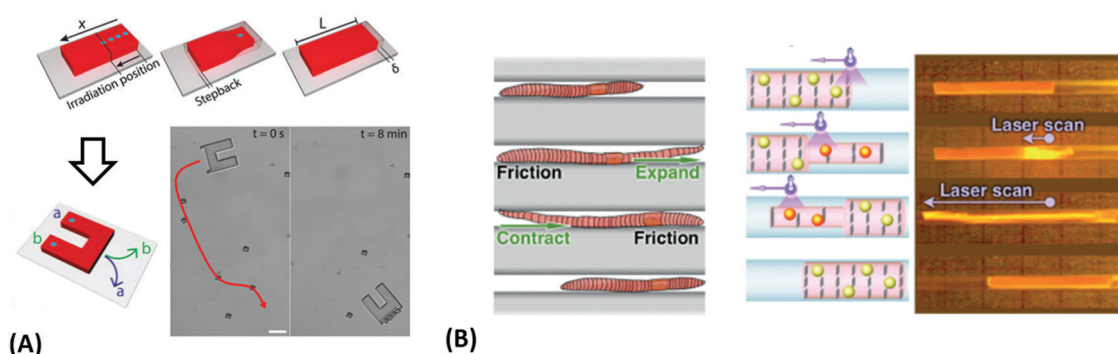 x
L
δ
Irradiation position
Stepback
t = 0 s
t = 8 min
a
b
b
a
(A)
Friction
Expand
Contract
Friction
Laser scan
Laser scan
(B)